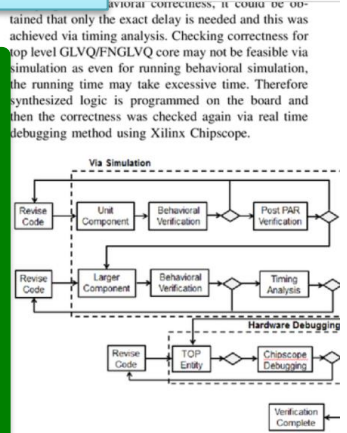 tained that only the exact delay is needed and this was
achieved via timing analysis. Checking correctness for
top level GLVQ/FNGLVQ core may not be feasible via
simulation as even for running behavioral simulation,
the running time may take excessive time. Therefore
synthesized logic is programmed on the board and
then the correctness was checked again via real time
debugging method using Xilinx Chipscope.
Via Simulation
Revise
Code
Unit
Component
Behavioral
Verification
Post PAR
Verification
Revise
Code
Larger
Component
Behavioral
Verification
Timing
Analysis
Hardware Debugging
Revise
Code
TOP
Entity
Chipscope
Debugging
Verification
Complete